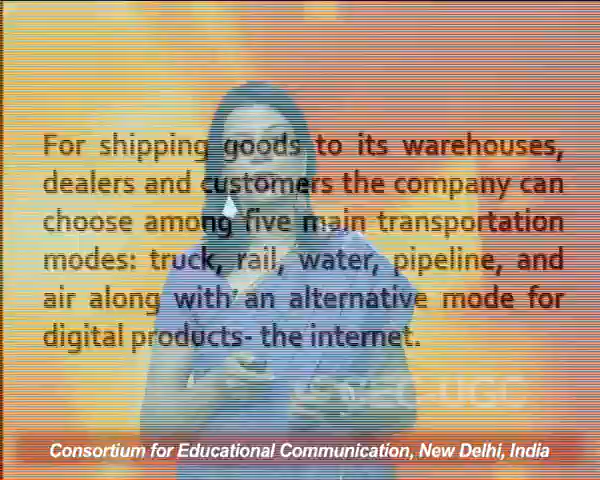 For shipping goods to its warehouses,
dealers and customers the company can
choose among five main transportation
modes: truck, rail, water, pipeline, and
air along with an alternative mode for
digital products- the internet.
CEC-UGC
Consortium for Educational Communication, New Delhi, India